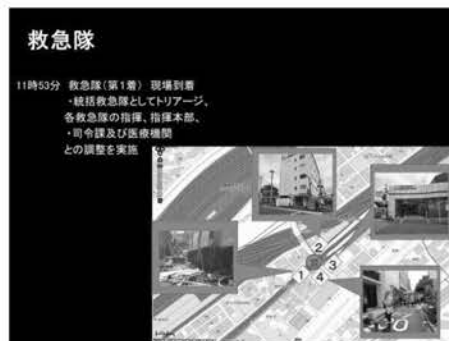 救急隊
11時53分 救急隊（第1着） 現場到着
・統括救急隊としてトリアージ、
各救急隊の指揮、指揮本部、
・司令課及び医療機関
との調整を実施
2
1 3
4